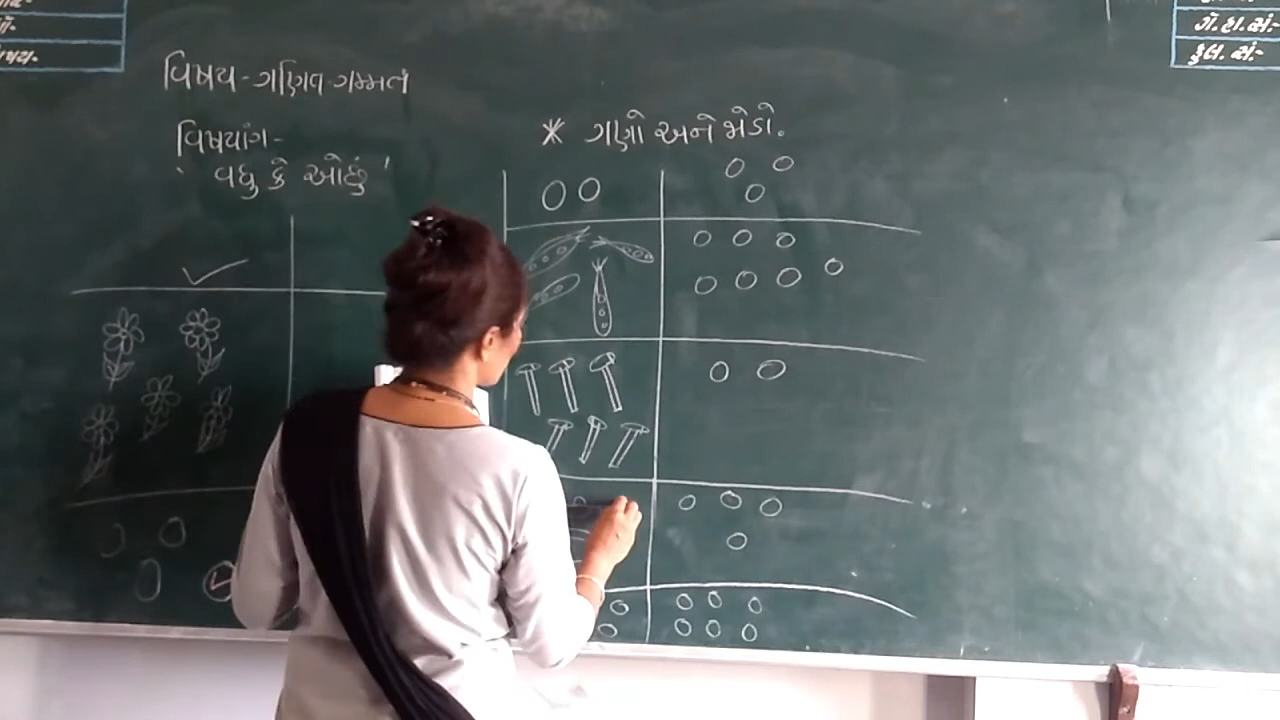 વિષય - ગણિત ગમ્મત
વિષયાંગ -
' વધુ કે ઓછું '
* ગણો અને જોડો.
ગે. હા. સં:-
કુલ. સં:-